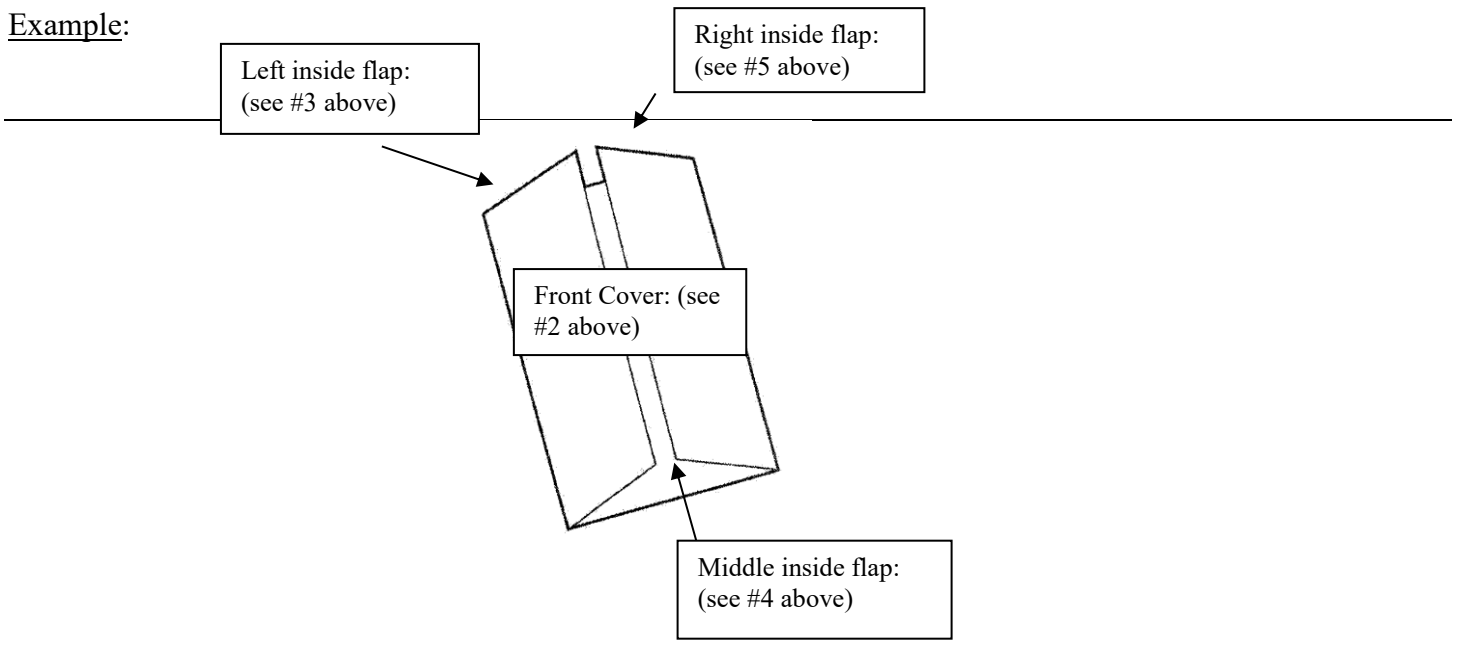 Example:
Right inside flap:
(see #5 above)
Left inside flap:
(see #3 above)
Front Cover: (see
#2 above)
Middle inside flap:
(see #4 above)